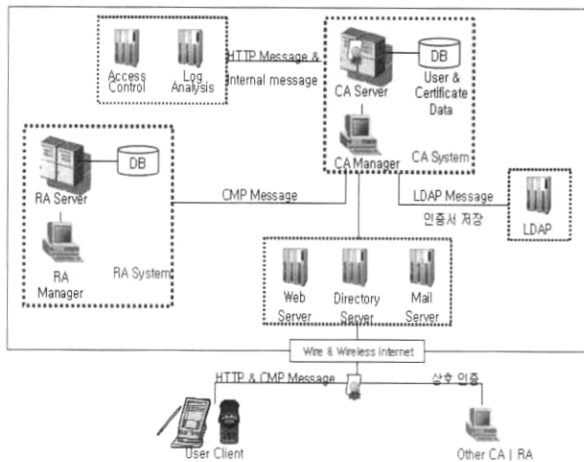 Access
Control
Log
Analysis
HTTP Message &
Internal message
CA Server
DB
User &
Certificate
Data
CA Manager
CA System
RA Server
DB
RA
Manager
RA System
CMP Message
LDAP Message
인증서 저장
LDAP
Web
Server
Directory
Server
Mail
Server
Wire & Wireless Internet
HTTP & CMP Message
상호 인증
User Client
Other CA | RA